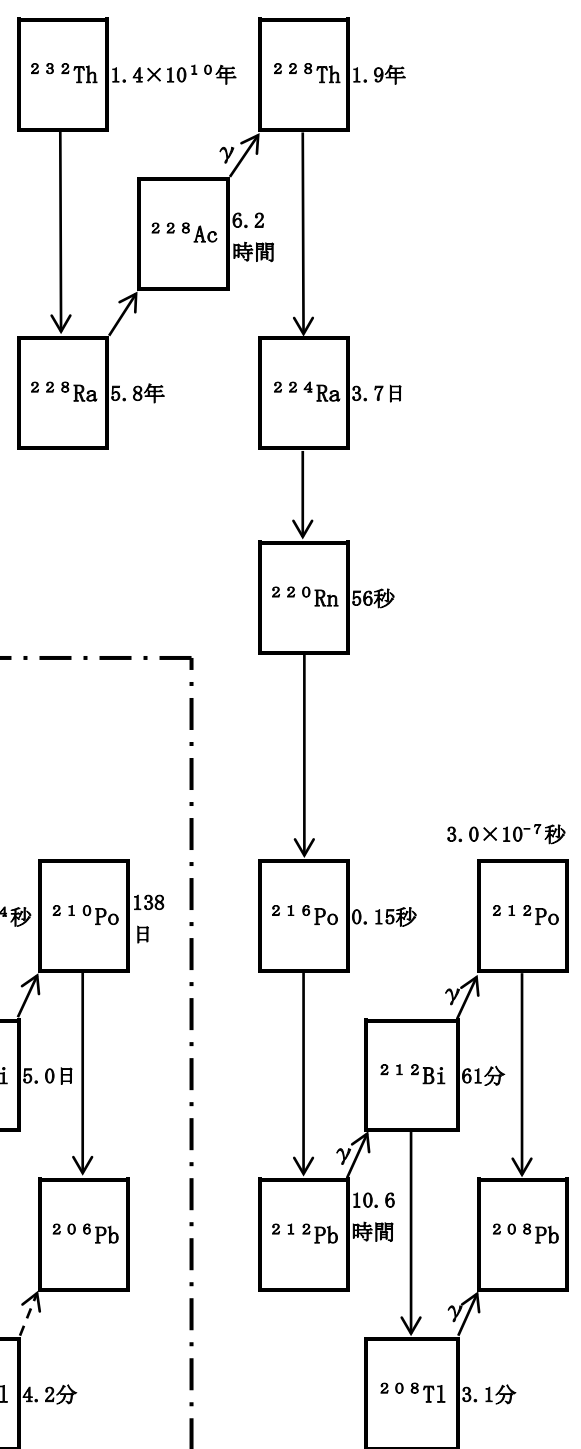 ²³²Th 1.4×10¹⁰年
²²⁸Th 1.9年
γ
²²⁸Ac 6.2
時間
²²⁸Ra 5.8年
²²⁴Ra 3.7日
²²⁰Rn 56秒
3.0×10⁻⁷秒
⁴秒
²¹⁰Po 138
日
²¹⁶Po 0.15秒
²¹²Po
γ
i 5.0日
²¹²Bi 61分
γ
²⁰⁶Pb
²¹²Pb 10.6
時間
²⁰⁸Pb
γ
l 4.2分
²⁰⁸Tl 3.1分